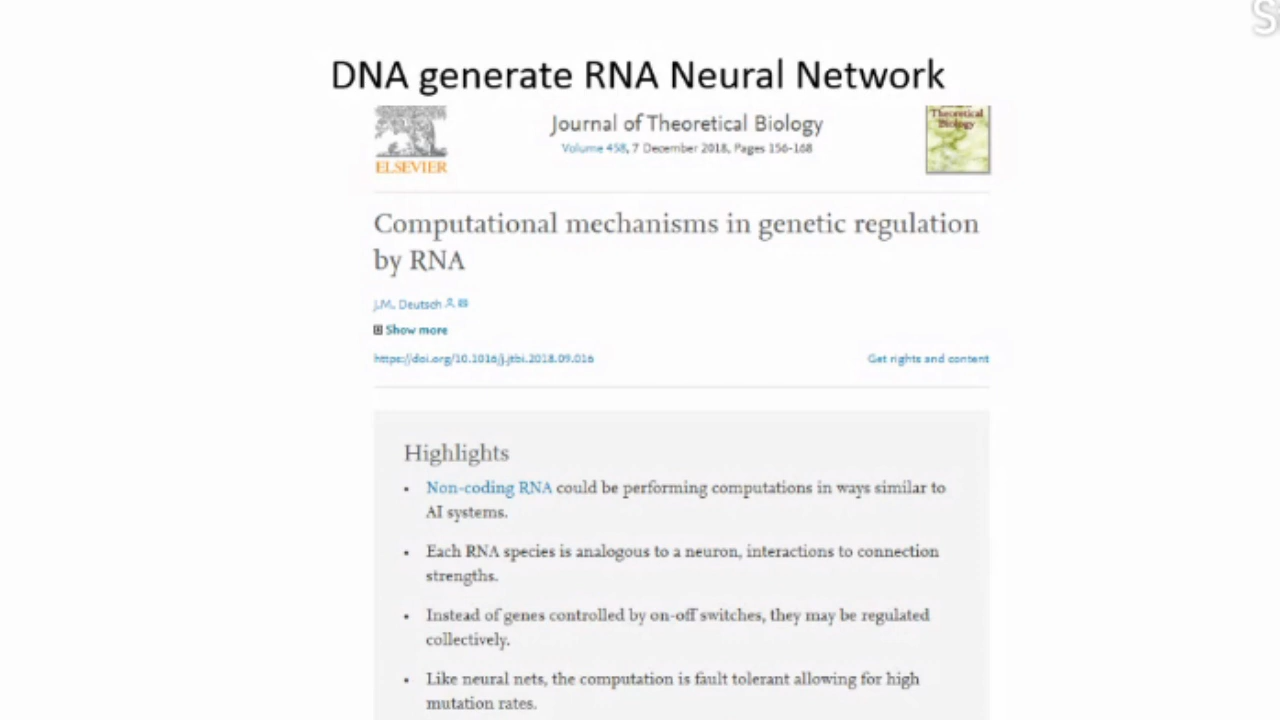 DNA generate RNA Neural Network
ELSEVIER
Journal of Theoretical Biology
Volume 458, 7 December 2018, Pages 156-168
Theoretical
Biology
Computational mechanisms in genetic regulation
by RNA
J.M. Deutsch
Show more
https://doi.org/10.1016/j.jtbi.2018.09.016
Get rights and content
Highlights
• Non-coding RNA could be performing computations in ways similar to
AI systems.
• Each RNA species is analogous to a neuron, interactions to connection
strengths.
• Instead of genes controlled by on-off switches, they may be regulated
collectively.
• Like neural nets, the computation is fault tolerant allowing for high
mutation rates.